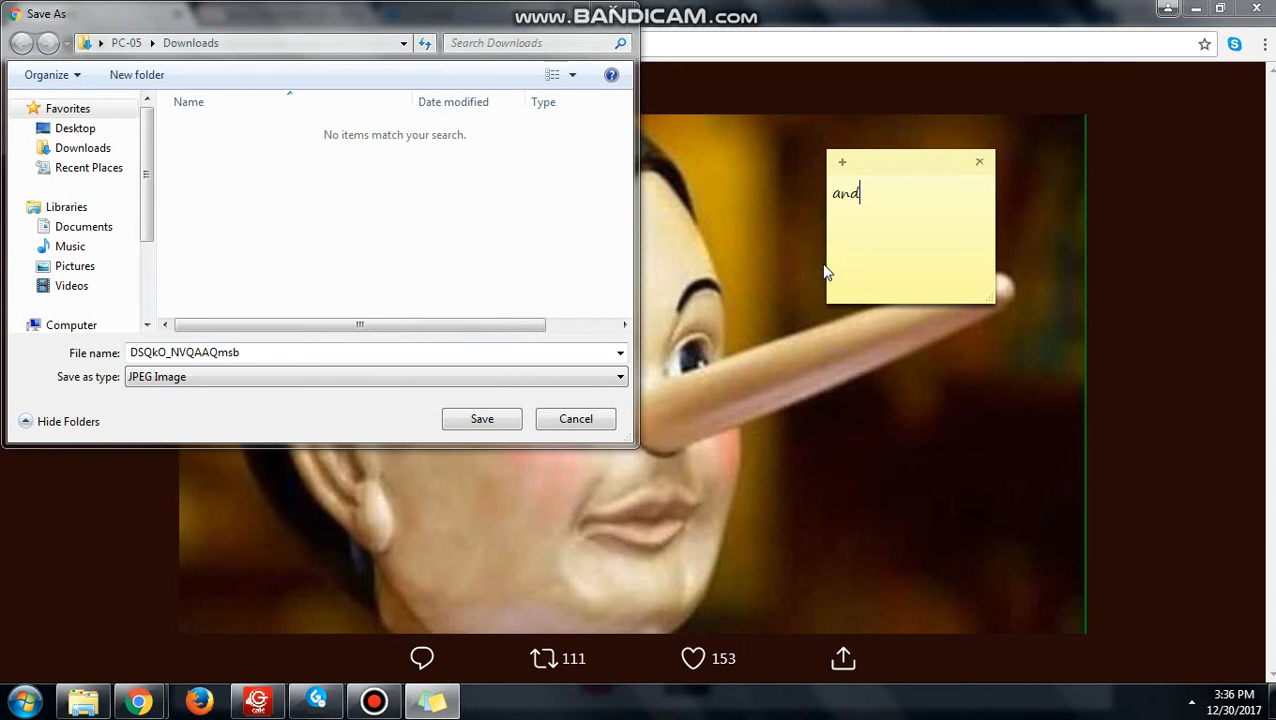 Save As
www.BANDICAM.com
PC-05
Downloads
Search Downloads
Organize
New folder
Name
Date modified
Type
No items match your search.
Favorites
Desktop
Downloads
Recent Places
Libraries
Documents
Music
Pictures
Videos
Computer
File name:
DSQkO_NVQAAQmsb
Save as type:
JPEG Image
Hide Folders
Save
Cancel
and
111
153
3:36 PM
12/30/2017